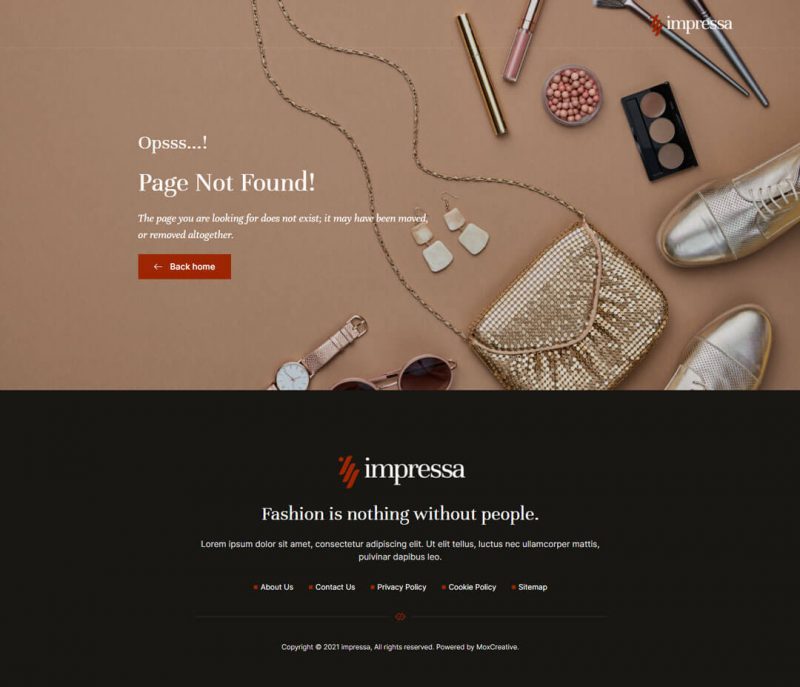 impressa
Opsss...!
Page Not Found!
The page you are looking for does not exist; it may have been moved,
or removed altogether.
Back home
impressa
Fashion is nothing without people.
Lorem ipsum dolor sit amet, consectetur adipiscing elit. Ut elit tellus, luctus nec ullamcorper mattis,
pulvinar dapibus leo.
About Us Contact Us Privacy Policy Cookie Policy Sitemap
Copyright © 2021 impressa, All rights reserved. Powered by MoxCreative.